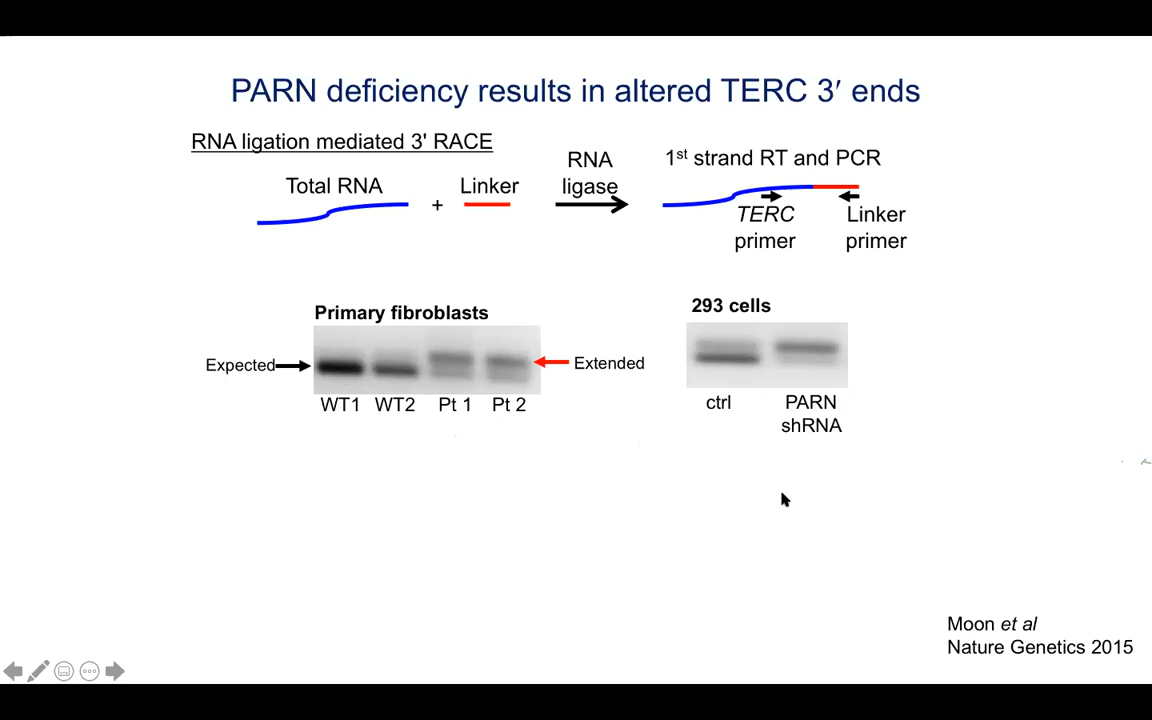 PARN deficiency results in altered TERC 3′ ends
RNA ligation mediated 3' RACE
Total RNA
+
Linker
RNA
ligase
1st strand RT and PCR
TERC
primer
Linker
primer
Primary fibroblasts
Expected
Extended
WT1 WT2 Pt 1 Pt 2
293 cells
ctrl
PARN
shRNA
Moon et al
Nature Genetics 2015